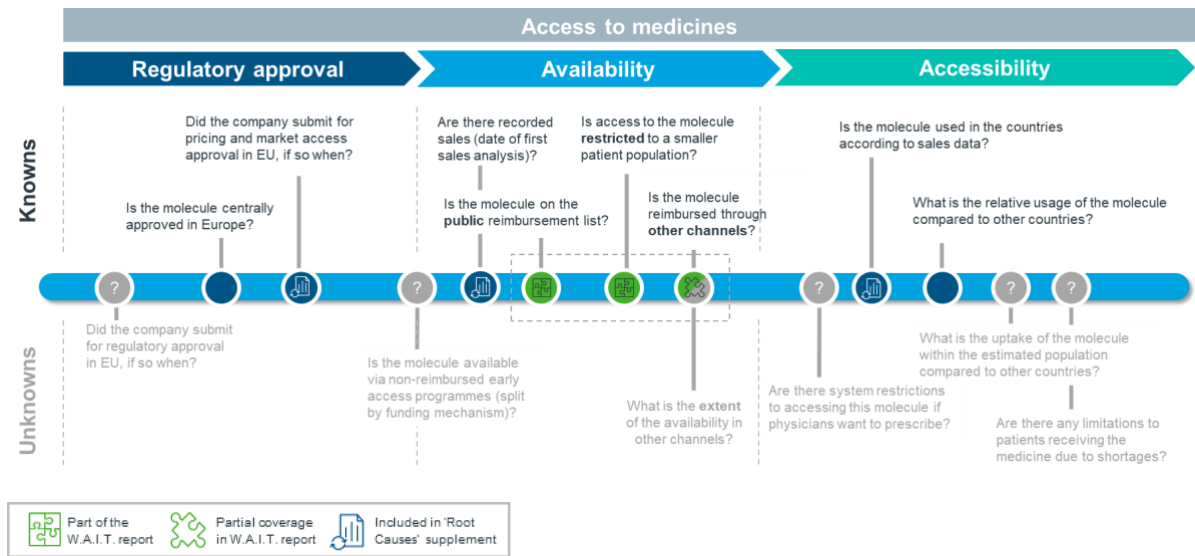 Access to medicines
Regulatory approval
Availability
Accessibility
Knowns
Did the company submit for
pricing and market access
approval in EU, if so when?
Is the molecule centrally
approved in Europe?
Are there recorded
sales (date of first
sales analysis)?
Is the molecule on the
public reimbursement list?
Is access to the molecule
restricted to a smaller
patient population?
Is the molecule
reimbursed through
other channels?
Is the molecule used in the countries
according to sales data?
What is the relative usage of the molecule
compared to other countries?
?
?
?
?
?
Unknowns
Did the company submit
for regulatory approval
in EU, if so when?
Is the molecule available
via non-reimbursed early
access programmes (split
by funding mechanism)?
What is the extent
of the availability in
other channels?
Are there system restrictions
to accessing this molecule if
physicians want to prescribe?
What is the uptake of the molecule
within the estimated population
compared to other countries?
Are there any limitations to
patients receiving the
medicine due to shortages?
Part of the
W.A.I.T. report
Partial coverage
in W.A.I.T. report
Included in 'Root
Causes' supplement